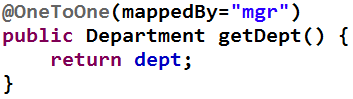 @OneToOne(mappedBy="mgr")
public Department getDept() {
    return dept;
}